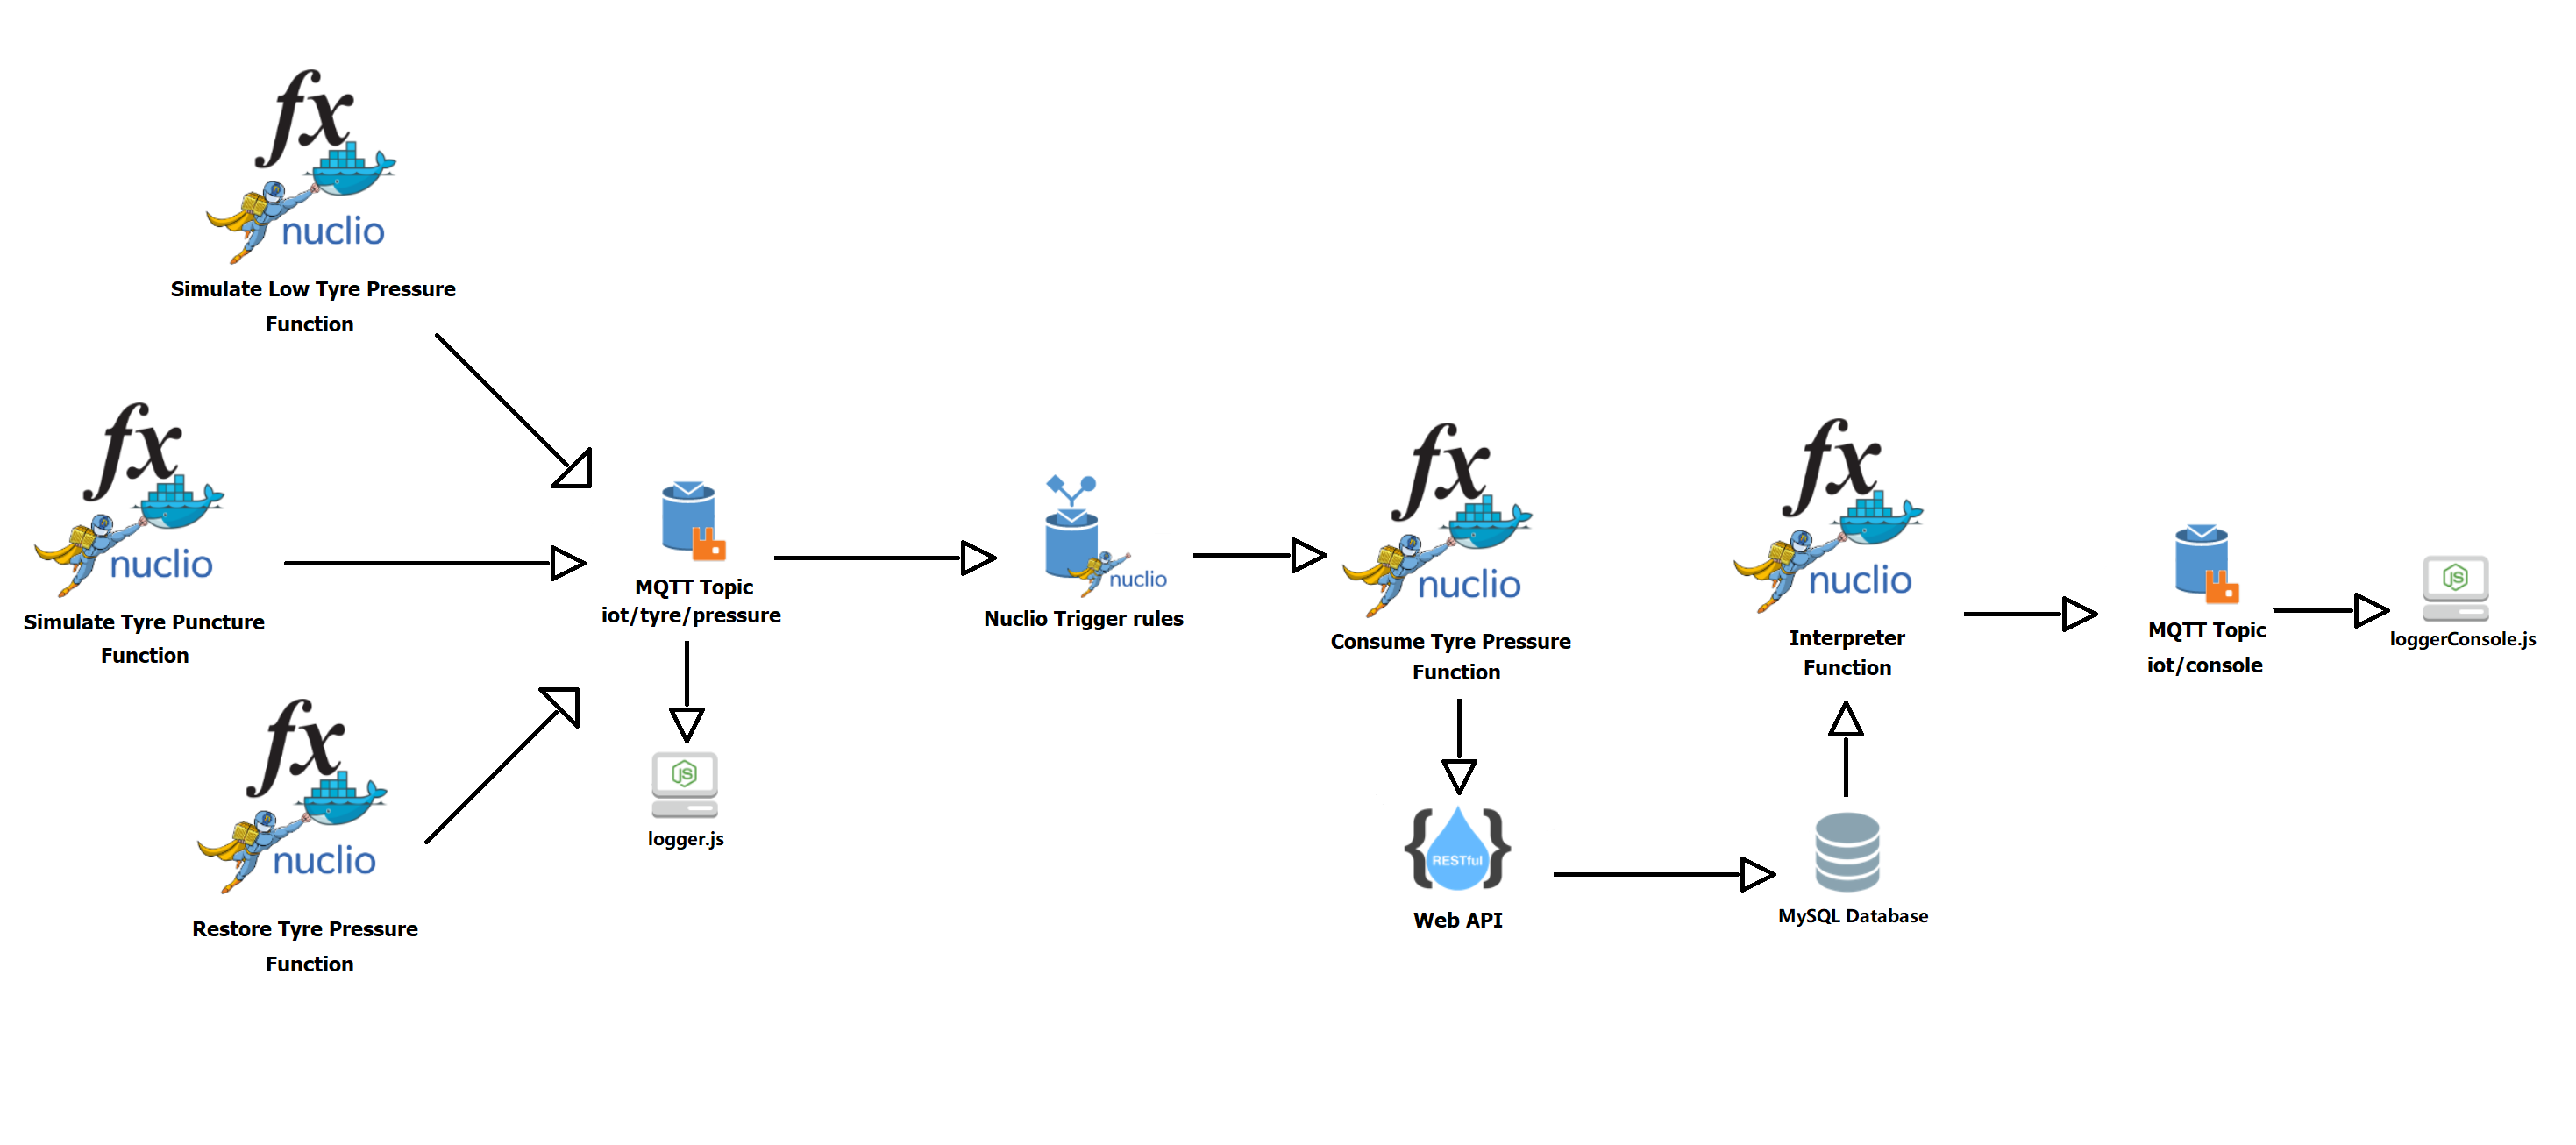 fx
nuclio
Simulate Low Tyre Pressure
Function
fx
nuclio
Simulate Tyre Puncture
Function
fx
nuclio
Restore Tyre Pressure
Function
MQTT Topic
iot/tyre/pressure
JS
logger.js
nuclio
Nuclio Trigger rules
fx
nuclio
Consume Tyre Pressure
Function
{RESTful}
Web API
fx
nuclio
Interpreter
Function
MySQL Database
MQTT Topic
iot/console
JS
loggerConsole.js